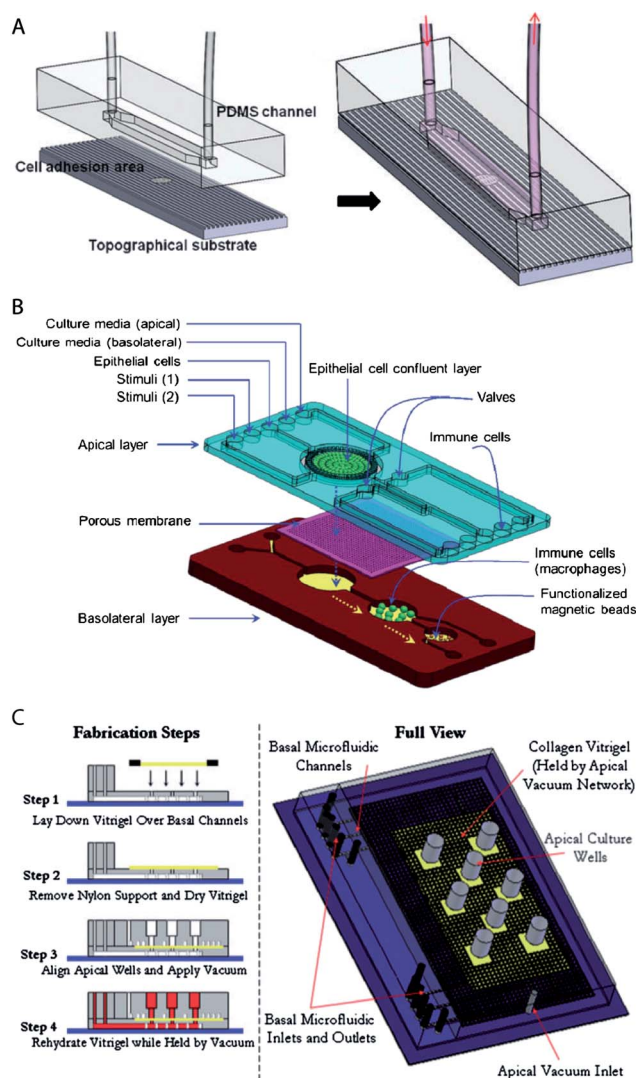 A
PDMS channel
Cell adhesion area
Topographical substrate
B
Culture media (apical)
Culture media (basolateral)
Epithelial cells
Stimuli (1)
Stimuli (2)
Apical layer
Epithelial cell confluent layer
Valves
Immune cells
Porous membrane
Immune cells
(macrophages)
Functionalized
magnetic beads
Basolateral layer
C
Fabrication Steps
Step 1
Lay Down Vitrigel Over Basal Channels
Step 2
Remove Nylon Support and Dry Vitrigel
Step 3
Align Apical Wells and Apply Vacuum
Step 4
Rehydrate Vitrigel while Held by Vacuum
Full View
Basal Microfluidic
Channels
Collagen Vitrigel
(Held by Apical
Vacuum Network)
Apical Culture
Wells
Basal Microfluidic
Inlets and Outlets
Apical Vacuum Inlet